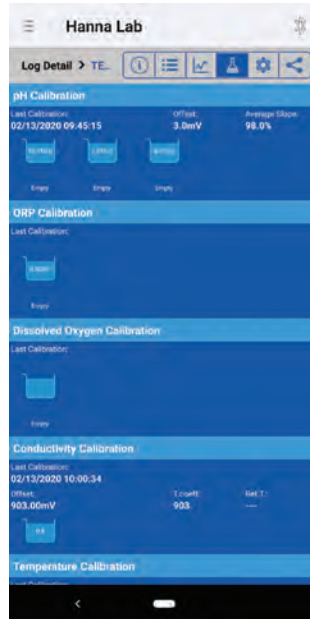 Hanna Lab
Log Detail > TE..
pH Calibration
Last Calibration: Offset: Average Slope:
02/13/2020 09:45:15 3.0mV 98.0%
Empty Empty Empty
ORP Calibration
Last Calibration:
Empty
Dissolved Oxygen Calibration
Last Calibration:
Empty
Conductivity Calibration
Last Calibration:
02/13/2020 10:00:34
Offset: T.coeff: Ref.T.:
903.00mV 903 ---
Temperature Calibration